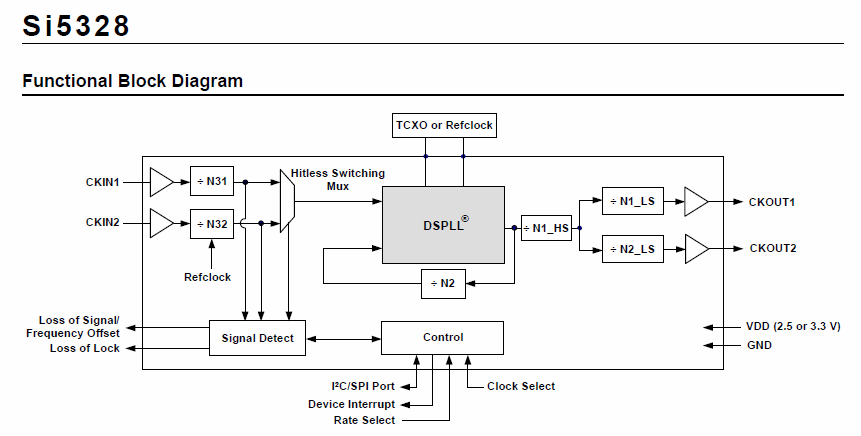 Si5328
Functional Block Diagram
TCXO or Refclock
Hitless Switching
Mux
CKIN1
÷ N31
CKIN2
÷ N32
Refclock
DSPLL®
÷ N1_HS
÷ N1_LS
CKOUT1
÷ N2_LS
CKOUT2
÷ N2
Loss of Signal/
Frequency Offset
Loss of Lock
Signal Detect
Control
VDD (2.5 or 3.3 V)
GND
I²C/SPI Port
Clock Select
Device Interrupt
Rate Select